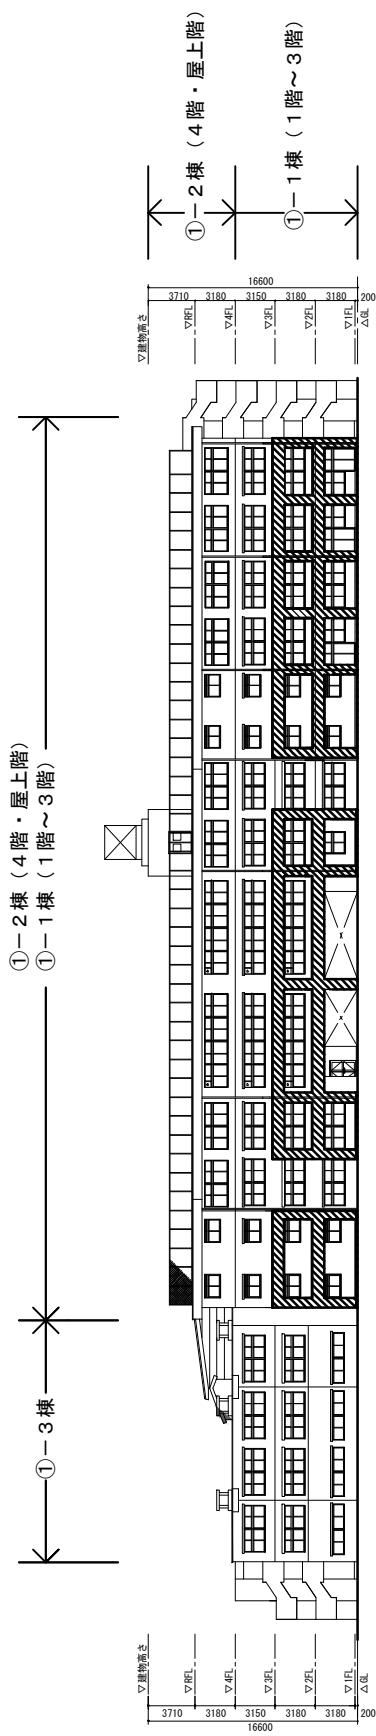 ①－2棟（4階・屋上階）
①－1棟（1階～3階）
①－2棟（4階・屋上階）
①－1棟（1階～3階）
①－3棟
16600
3710
3180
3150
3180
3180
200
▽建物高さ
▽RFL
▽4FL
▽3FL
▽2FL
▽1FL
△GL
▽建物高さ
▽RFL
▽4FL
▽3FL
▽2FL
▽1FL
△GL
3710
3180
3150
3180
3180
200
16600